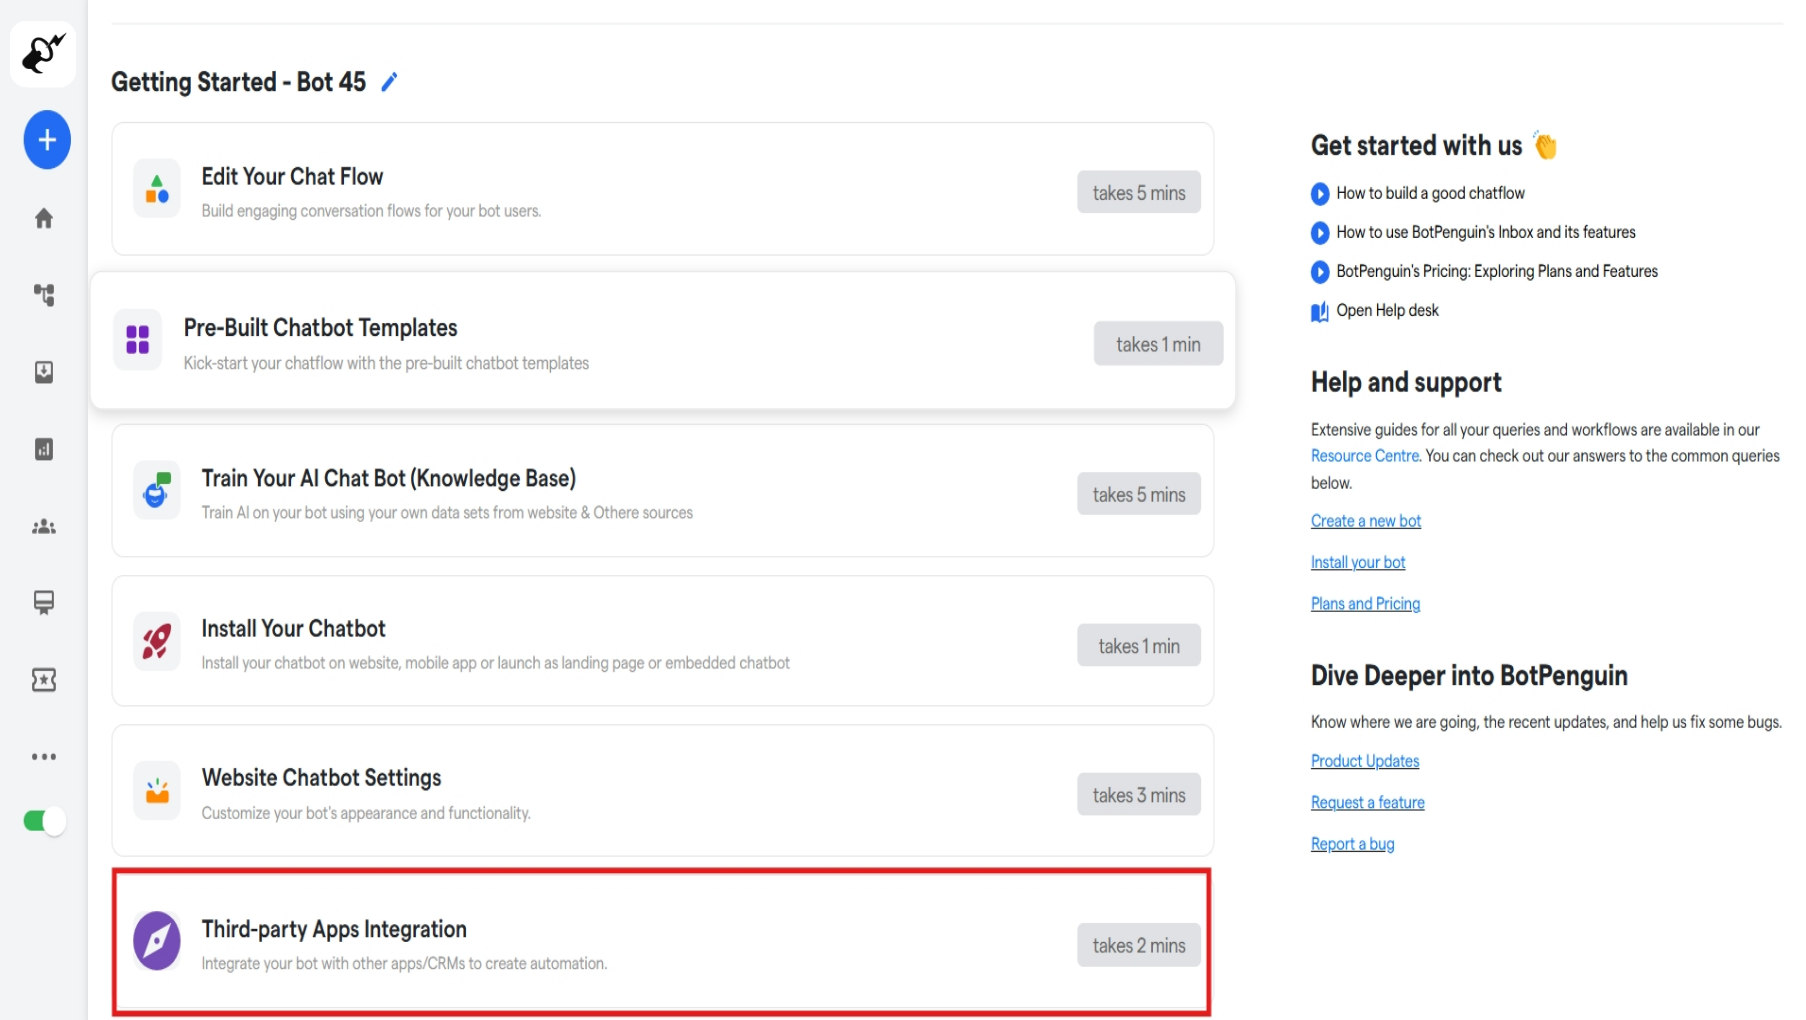 Getting Started - Bot 45
Edit Your Chat Flow
Build engaging conversation flows for your bot users.
takes 5 mins
Pre-Built Chatbot Templates
Kick-start your chatflow with the pre-built chatbot templates
takes 1 min
Train Your AI Chat Bot (Knowledge Base)
Train AI on your bot using your own data sets from website & Othere sources
takes 5 mins
Install Your Chatbot
Install your chatbot on website, mobile app or launch as landing page or embedded chatbot
takes 1 min
Website Chatbot Settings
Customize your bot's appearance and functionality.
takes 3 mins
Third-party Apps Integration
Integrate your bot with other apps/CRMs to create automation.
takes 2 mins
Get started with us 👏
How to build a good chatflow
How to use BotPenguin's Inbox and its features
BotPenguin's Pricing: Exploring Plans and Features
Open Help desk
Help and support
Extensive guides for all your queries and workflows are available in our
Resource Centre. You can check out our answers to the common queries
below.
Create a new bot
Install your bot
Plans and Pricing
Dive Deeper into BotPenguin
Know where we are going, the recent updates, and help us fix some bugs.
Product Updates
Request a feature
Report a bug